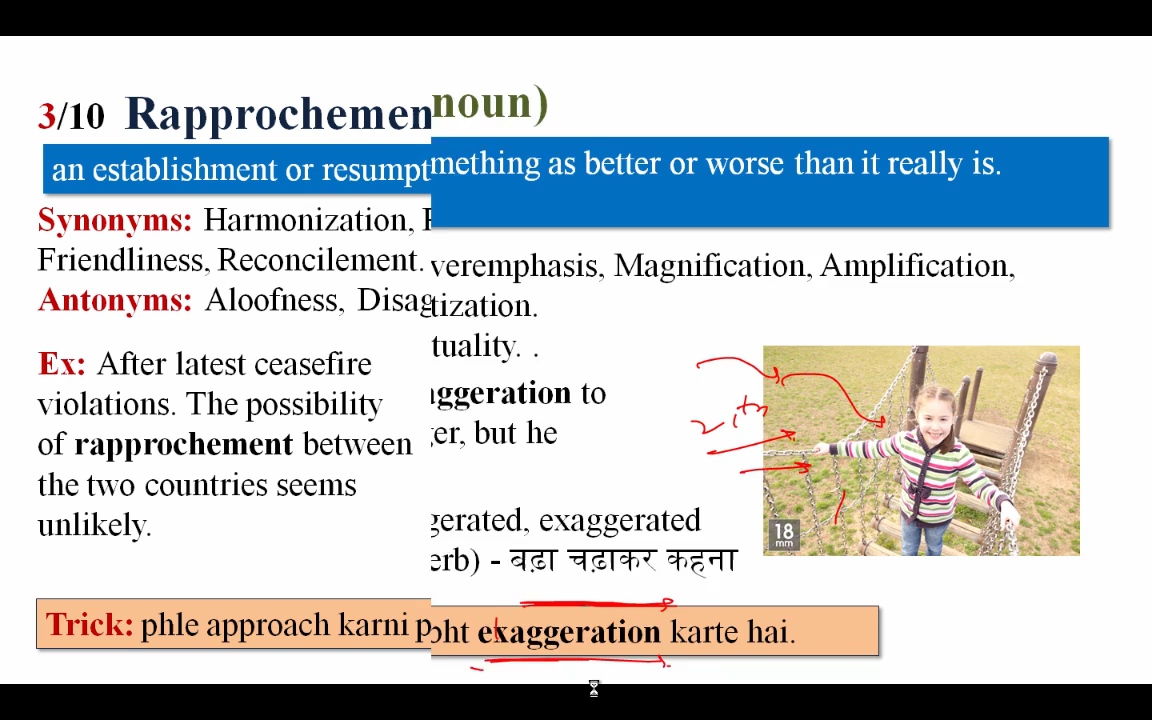 3/10 Rapprochemen
noun)
an establishment or resumpt
mething as better or worse than it really is.
Synonyms: Harmonization,
Friendliness, Reconcilement.
Antonyms: Aloofness, Disag
veremphasis, Magnification, Amplification,
tization.
tuality. .
Ex: After latest ceasefire
violations. The possibility
of rapprochement between
the two countries seems
unlikely.
aggeration to
ger, but he
gerated, exaggerated
erb) - बढ़ा चढ़ाकर कहना
18
mm
Trick: phle approach karni p
oht exaggeration karte hai.